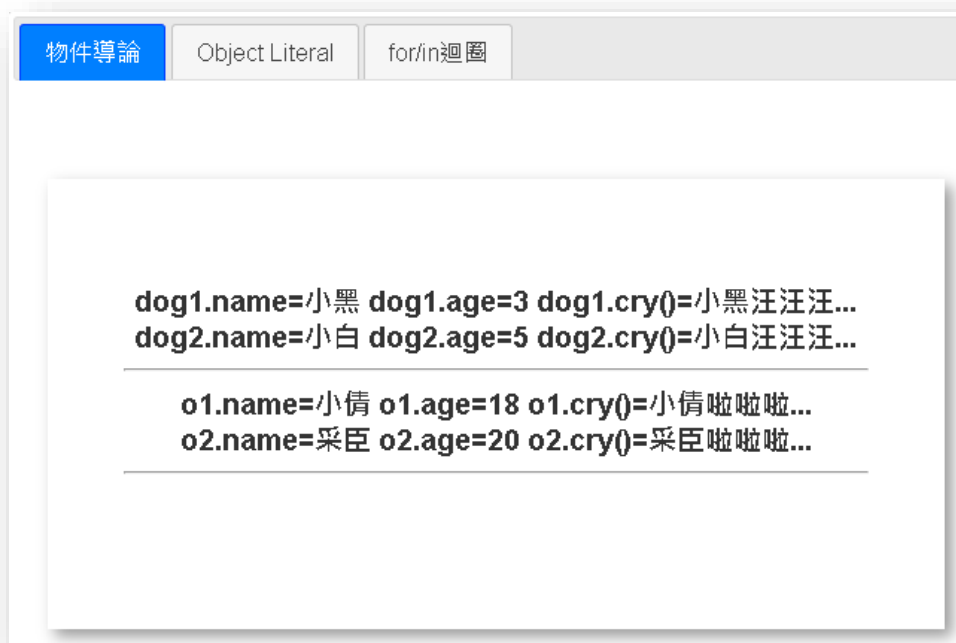 物件導論
Object Literal
for/in迴圈
dog1.name=小黑 dog1.age=3 dog1.cry()=小黑汪汪汪...
dog2.name=小白 dog2.age=5 dog2.cry()=小白汪汪汪...
o1.name=小倩 o1.age=18 o1.cry()=小倩啦啦啦...
o2.name=采臣 o2.age=20 o2.cry()=采臣啦啦啦...